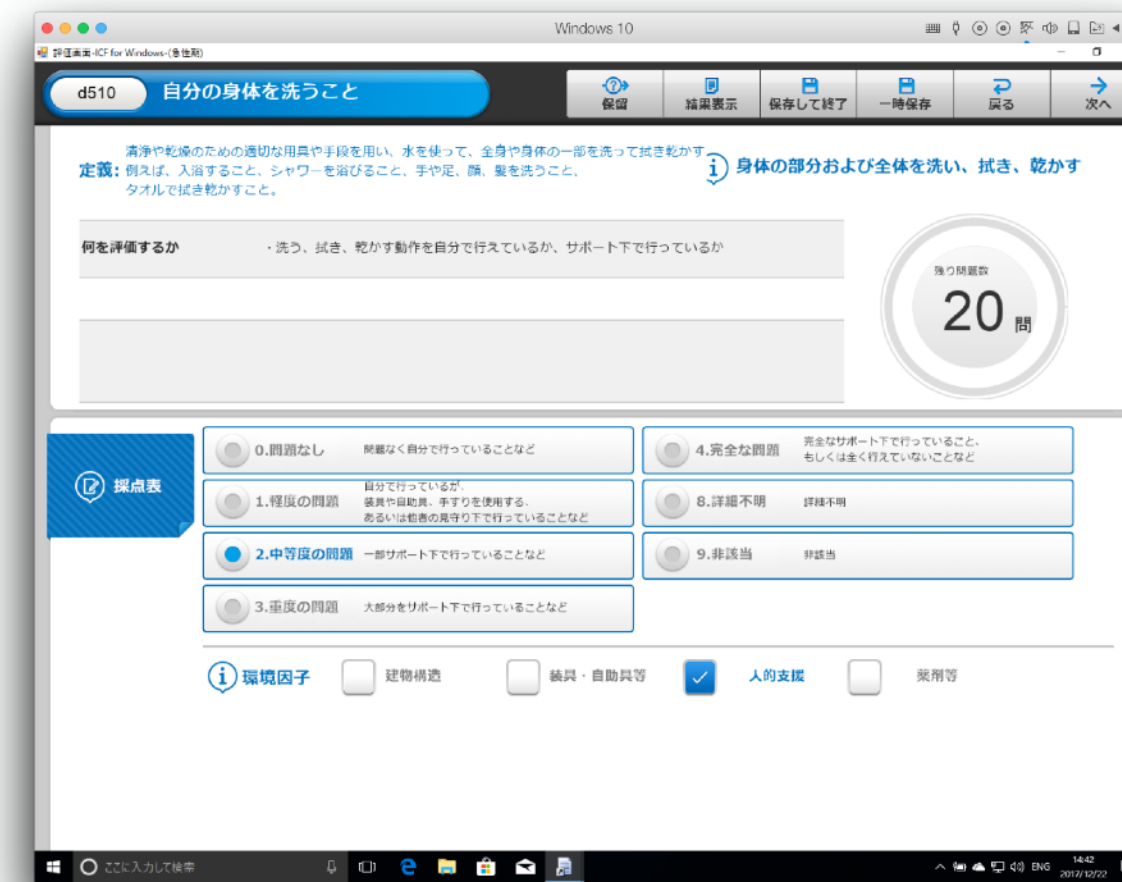 Windows 10
評価画面-ICF for Windows-(急性期)
d510
自分の身体を洗うこと
保留
結果表示
保存して終了
一時保存
戻る
次へ
定義:
清浄や乾燥のための適切な用具や手段を用い、水を使って、全身や身体の一部を洗って拭き乾かす
例えば、入浴すること、シャワーを浴びること、手や足、顔、髪を洗うこと、
タオルで拭き乾かすこと。
身体の部分および全体を洗い、拭き、乾かす
何を評価するか
・洗う、拭き、乾かす動作を自分で行えているか、サポート下で行っているか
残り問題数
20 問
採点表
0.問題なし 問題なく自分で行っていることなど
1.軽度の問題
自分で行っているが、
装具や自助具、手すりを使用する、
あるいは他者の見守り下で行っていることなど
2.中等度の問題 一部サポート下で行っていることなど
3.重度の問題 大部分をサポート下で行っていることなど
4.完全な問題
完全なサポート下で行っていること、
もしくは全く行えていないことなど
8.詳細不明 詳細不明
9.非該当 非該当
環境因子 建物構造 装具・自助具等 人的支援 薬剤等
ここに入力して検索
ENG
14:42
2017/12/22